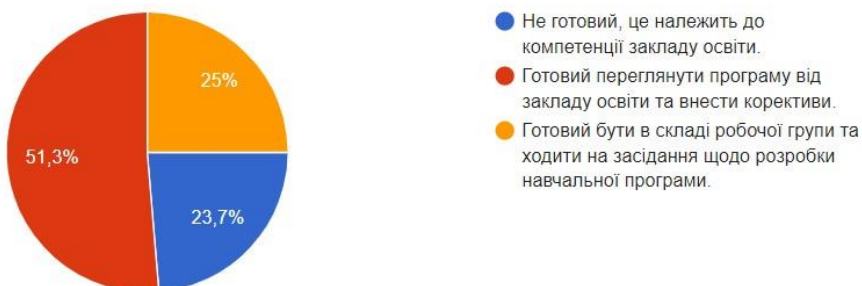 25%
51,3%
23,7%
Не готовий, це належить до
компетенції закладу освіти.
Готовий переглянути програму від
закладу освіти та внести корективи.
Готовий бути в складі робочої групи та
ходити на засідання щодо розробки
навчальної програми.